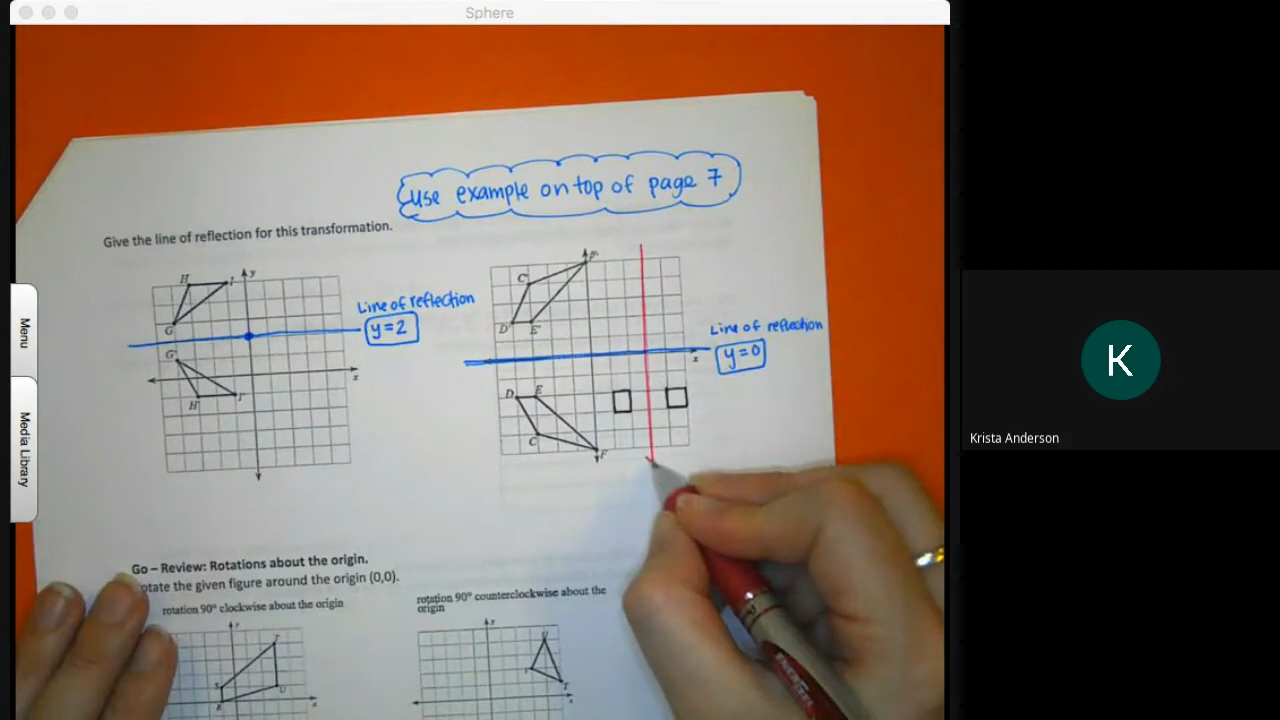 Sphere
use example on top of page 7
Give the line of reflection for this transformation.
H
I
y
G
Line of reflection
y=2
G'
x
H'
I'
F'
C'
D'
E'
Line of reflection
y=0
x
D
E
C
F
Menu
Media Library
K
Krista Anderson
Go – Review: Rotations about the origin.
otate the given figure around the origin (0,0).
rotation 90° clockwise about the origin
rotation 90° counterclockwise about the
origin
y
T
S
U
R
x
y
x